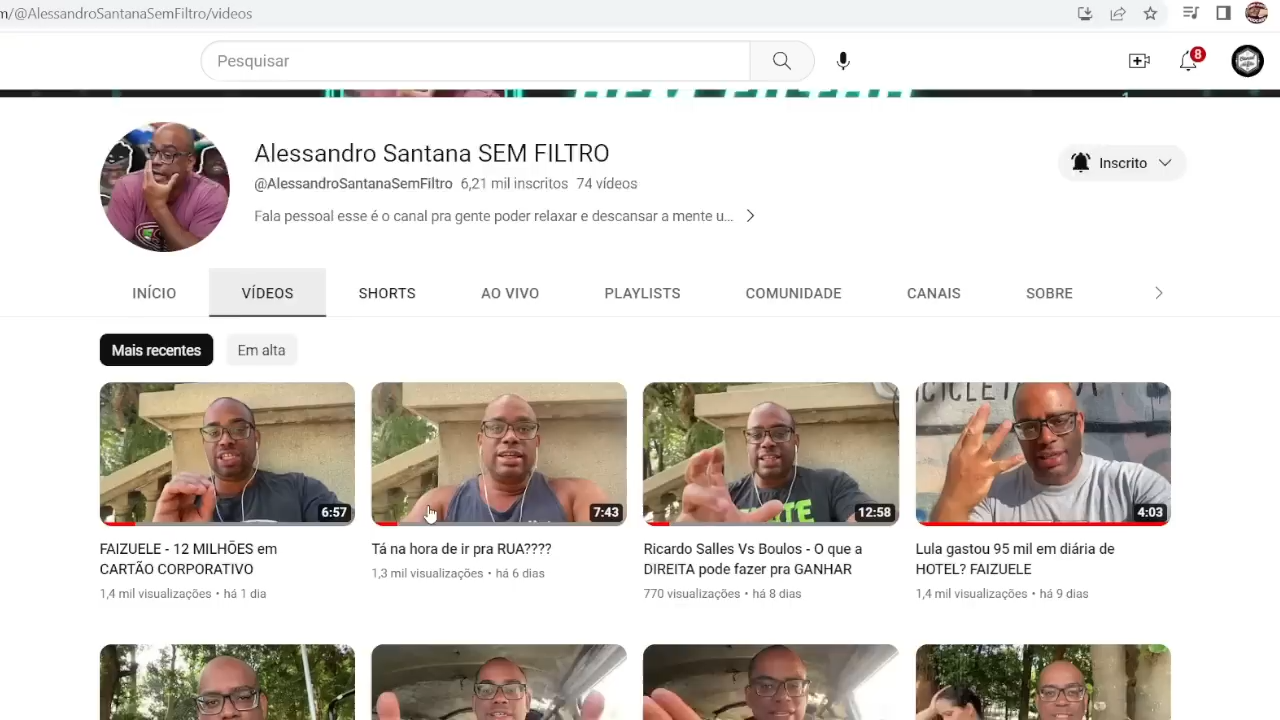 m/@AlessandroSantanaSemFiltro/videos
Pesquisar
8
Alessandro Santana SEM FILTRO
@AlessandroSantanaSemFiltro 6,21 mil inscritos 74 vídeos
Inscrito
Fala pessoal esse é o canal pra gente poder relaxar e descansar a mente u...
INÍCIO VÍDEOS SHORTS AO VIVO PLAYLISTS COMUNIDADE CANAIS SOBRE
Mais recentes Em alta
6:57 7:43 12:58 4:03
FAIZUELE - 12 MILHÕES em
CARTÃO CORPORATIVO
1,4 mil visualizações • há 1 dia
Tá na hora de ir pra RUA????
1,3 mil visualizações • há 6 dias
Ricardo Salles Vs Boulos - O que a
DIREITA pode fazer pra GANHAR
770 visualizações • há 8 dias
Lula gastou 95 mil em diária de
HOTEL? FAIZUELE
1,4 mil visualizações • há 9 dias